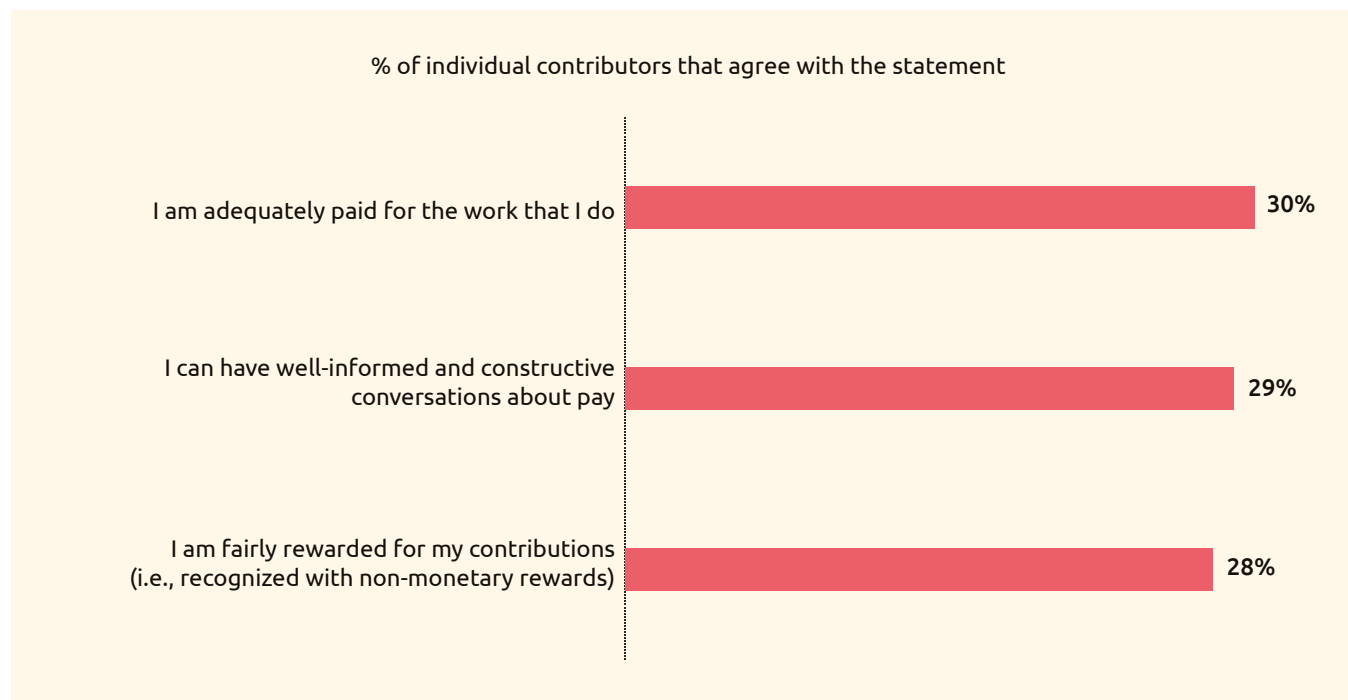 % of individual contributors that agree with the statement
I am adequately paid for the work that I do
30%
I can have well-informed and constructive
conversations about pay
29%
I am fairly rewarded for my contributions
(i.e., recognized with non-monetary rewards)
28%